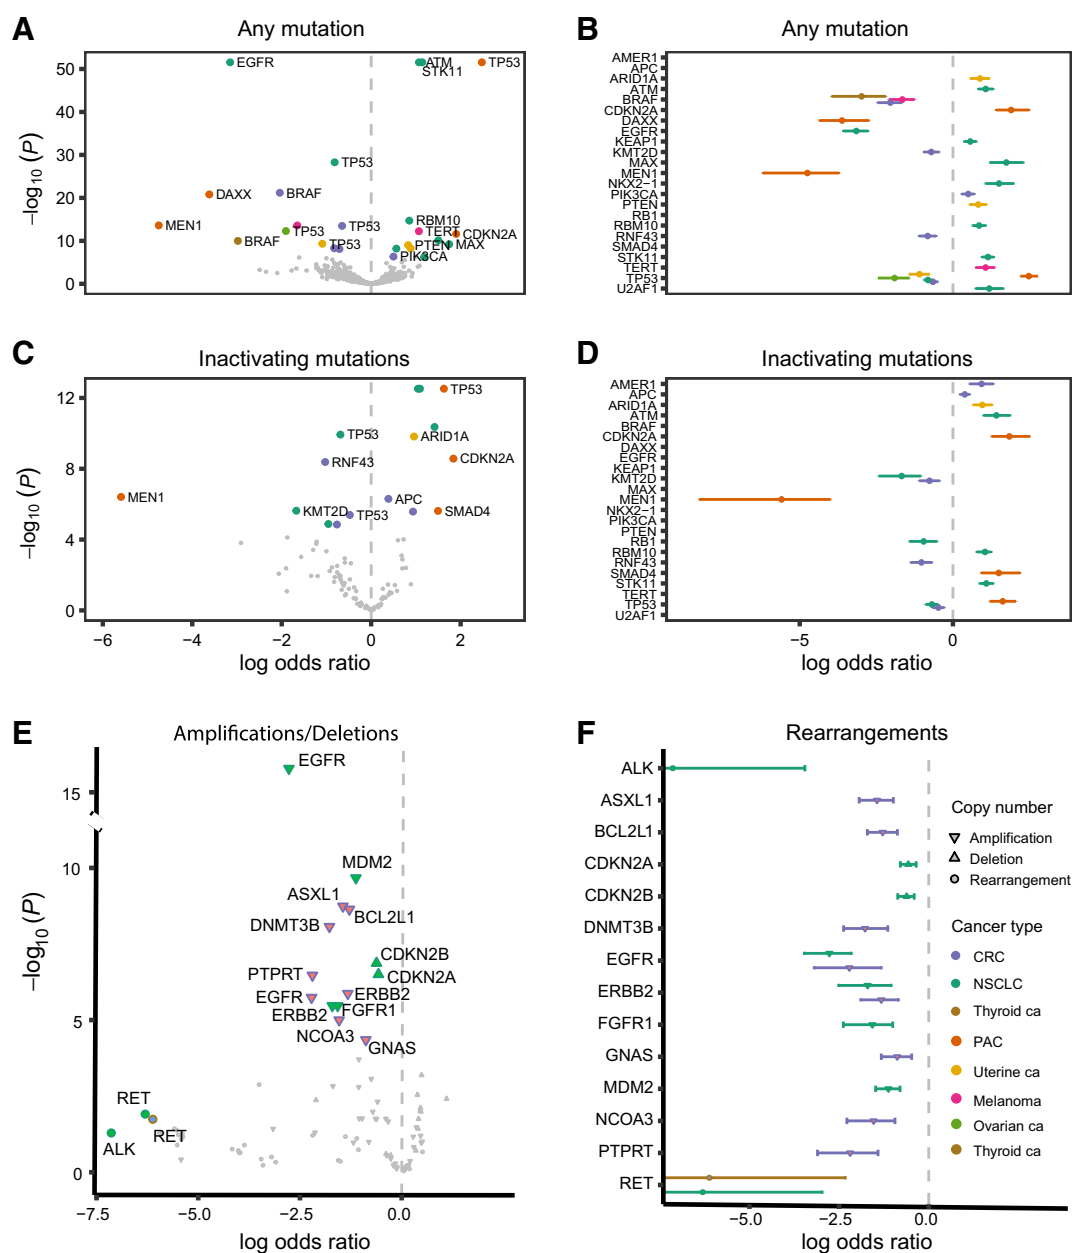 A
Any mutation
−log10 (P)
50
40
30
20
10
0
EGFR
ATM
STK11
TP53
TP53
DAXX
BRAF
MEN1
TP53
TP53
RBM10
TERT
CDKN2A
BRAF
TP53
PTEN
MAX
PIK3CA
B
Any mutation
AMER1
APC
ARID1A
ATM
BRAF
CDKN2A
DAXX
EGFR
KEAP1
KMT2D
MAX
MEN1
NKX2−1
PIK3CA
PTEN
RB1
RBM10
RNF43
SMAD4
STK11
TERT
TP53
U2AF1
C
Inactivating mutations
−log10 (P)
12
8
4
0
TP53
TP53
ARID1A
RNF43
CDKN2A
MEN1
APC
KMT2D
TP53
SMAD4
−6 −4 −2 0 2
log odds ratio
D
Inactivating mutations
AMER1
APC
ARID1A
ATM
BRAF
CDKN2A
DAXX
EGFR
KEAP1
KMT2D
MAX
MEN1
NKX2−1
PIK3CA
PTEN
RB1
RBM10
RNF43
SMAD4
STK11
TERT
TP53
U2AF1
−5 0
log odds ratio
E
Amplifications/Deletions
−log10 (P)
15
10
5
0
EGFR
MDM2
ASXL1
BCL2L1
DNMT3B
CDKN2B
CDKN2A
PTPRT
EGFR
ERBB2
ERBB2
FGFR1
NCOA3
GNAS
RET
RET
ALK
−7.5 −5.0 −2.5 0.0
log odds ratio
F
Rearrangements
ALK
ASXL1
BCL2L1
CDKN2A
CDKN2B
DNMT3B
EGFR
ERBB2
FGFR1
GNAS
MDM2
NCOA3
PTPRT
RET
−5.0 −2.5 0.0
log odds ratio
Copy number
Amplification
Deletion
Rearrangement
Cancer type
CRC
NSCLC
Thyroid ca
PAC
Uterine ca
Melanoma
Ovarian ca
Thyroid ca